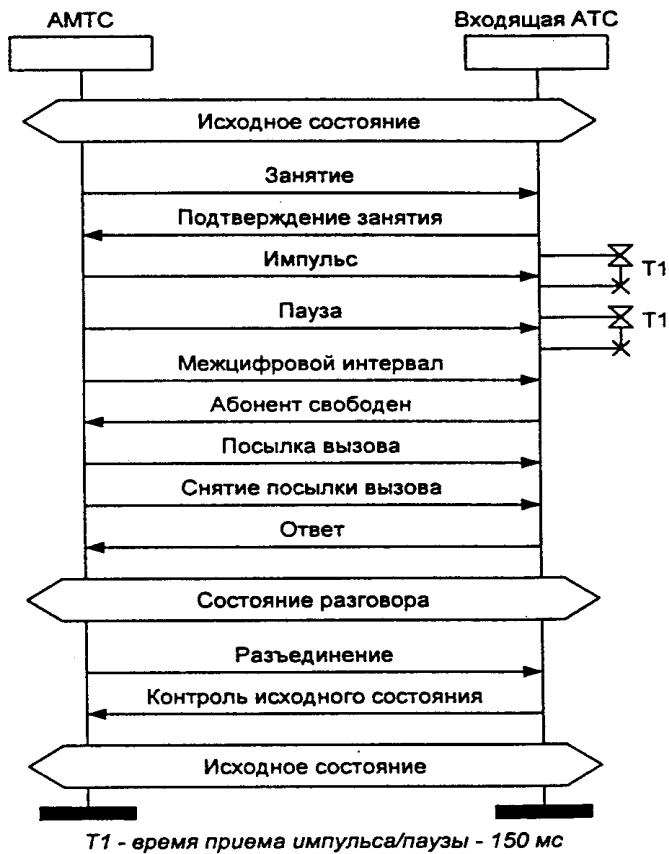 АМТС
Входящая АТС
Исходное состояние
Занятие
Подтверждение занятия
Импульс
T1
Пауза
T1
Межцифровой интервал
Абонент свободен
Посылка вызова
Снятие посылки вызова
Ответ
Состояние разговора
Разъединение
Контроль исходного состояния
Исходное состояние
T1 - время приема импульса/паузы - 150 мс